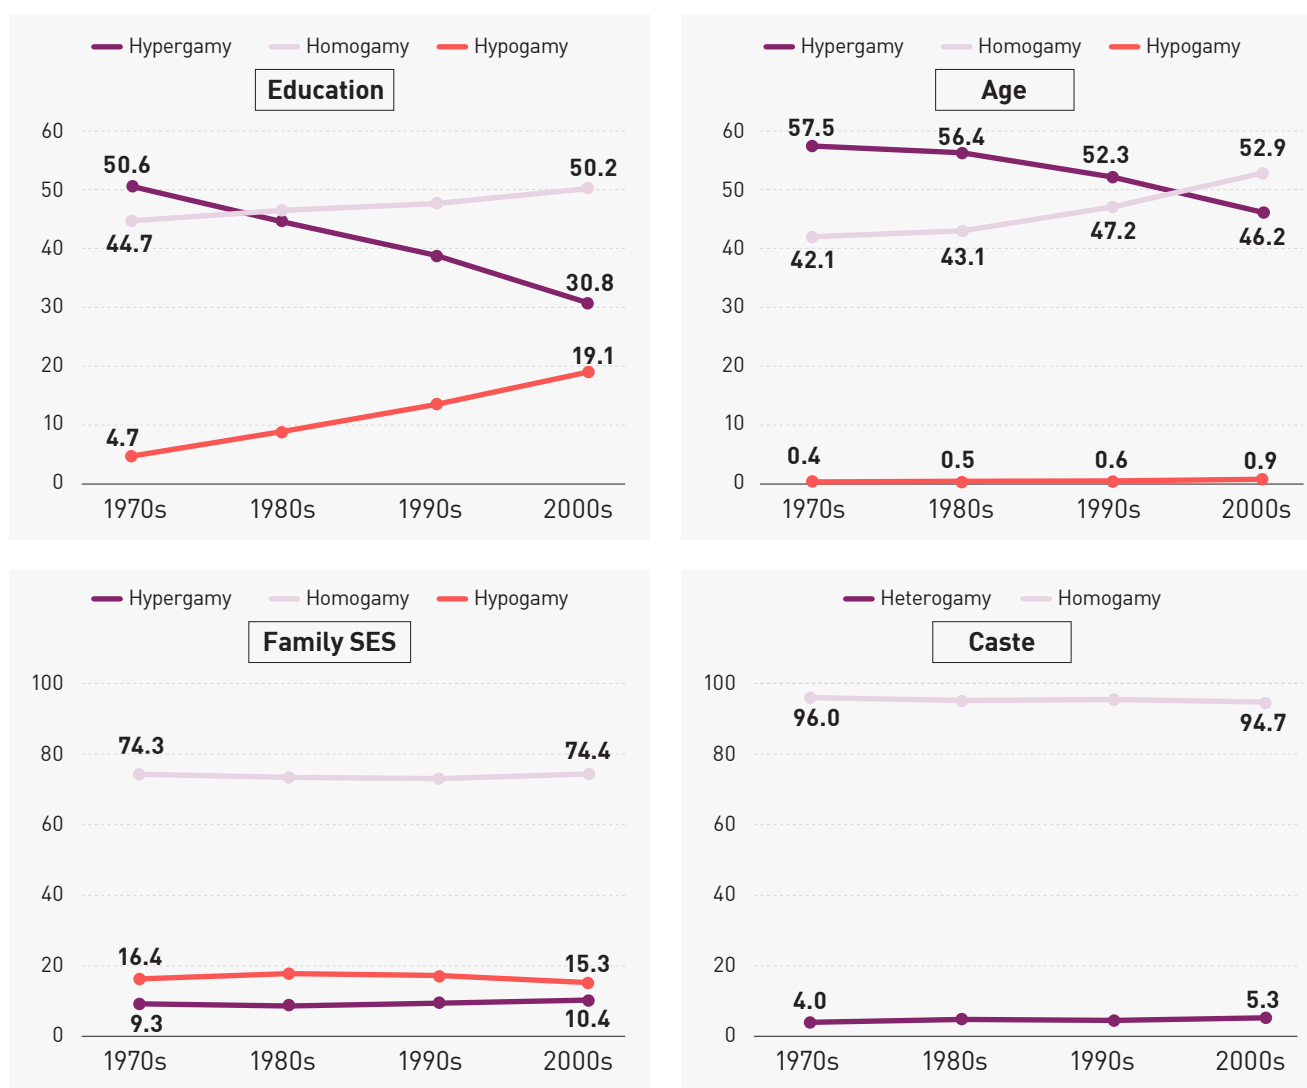 Hypergamy Homogamy Hypogamy
Education
60
50
40
30
20
10
0
50.6
44.7
50.2
30.8
19.1
4.7
1970s 1980s 1990s 2000s
Hypergamy Homogamy Hypogamy
Age
60
50
40
30
20
10
0
57.5 56.4 52.3 52.9
42.1 43.1 47.2 46.2
0.4 0.5 0.6 0.9
1970s 1980s 1990s 2000s
Hypergamy Homogamy Hypogamy
Family SES
100
80
60
40
20
0
74.3 74.4
16.4 15.3
9.3 10.4
1970s 1980s 1990s 2000s
Heterogamy Homogamy
Caste
100
80
60
40
20
0
96.0 94.7
4.0 5.3
1970s 1980s 1990s 2000s